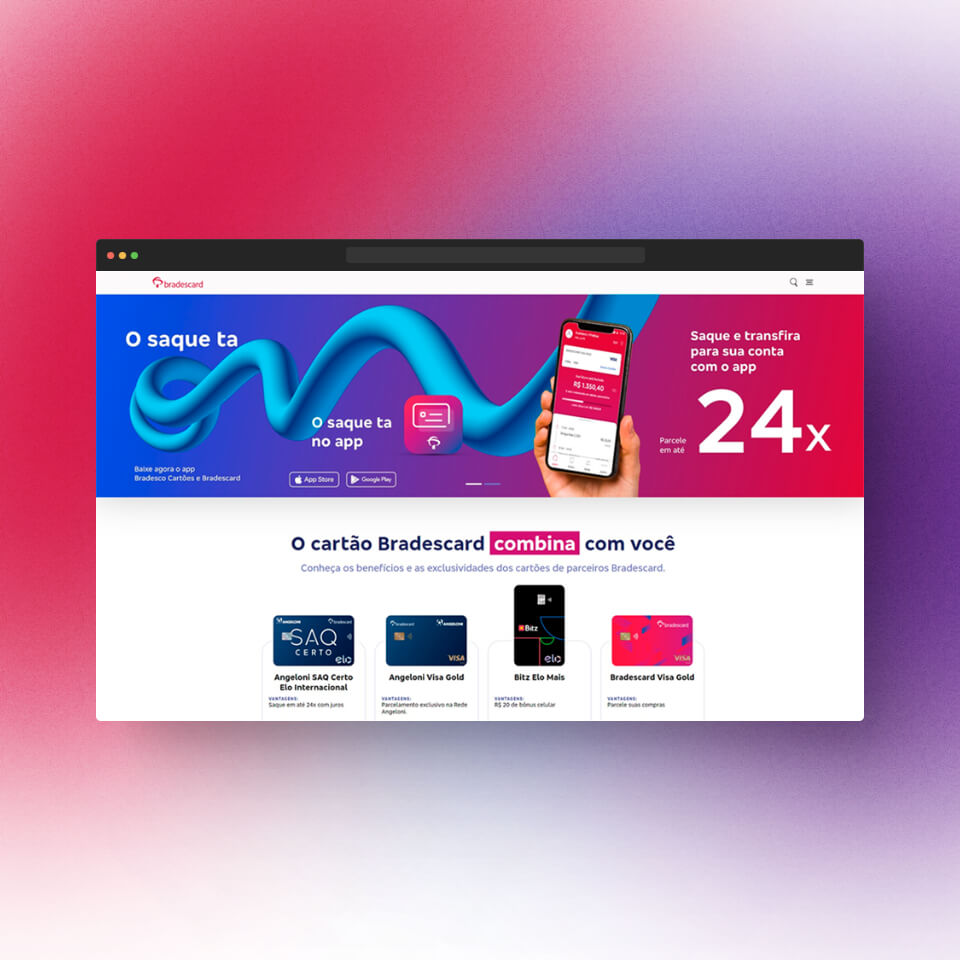 bradescard
O saque ta
O saque ta
no app
Baixe agora o app
Bradesco Cartões e Bradescard
App Store
Google Play
R$ 1.350,40
Saque e transfira
para sua conta
com o app
Parcele
em até
24x
O cartão Bradescard combina com você
Conheça os benefícios e as exclusividades dos cartões de parceiros Bradescard.
ANGELONI
bradescard
SAQ
CERTO
elo
Angeloni SAQ Certo
Elo Internacional
VANTAGENS:
Saque em até 24x com juros
bradescard
ANGELONI
VISA
Angeloni Visa Gold
VANTAGENS:
Parcelamento exclusivo na Rede
Angeloni.
Bitz
elo
Bitz Elo Mais
VANTAGENS:
R$ 20 de bônus celular
bradescard
VISA
Bradescard Visa Gold
VANTAGENS:
Parcele suas compras